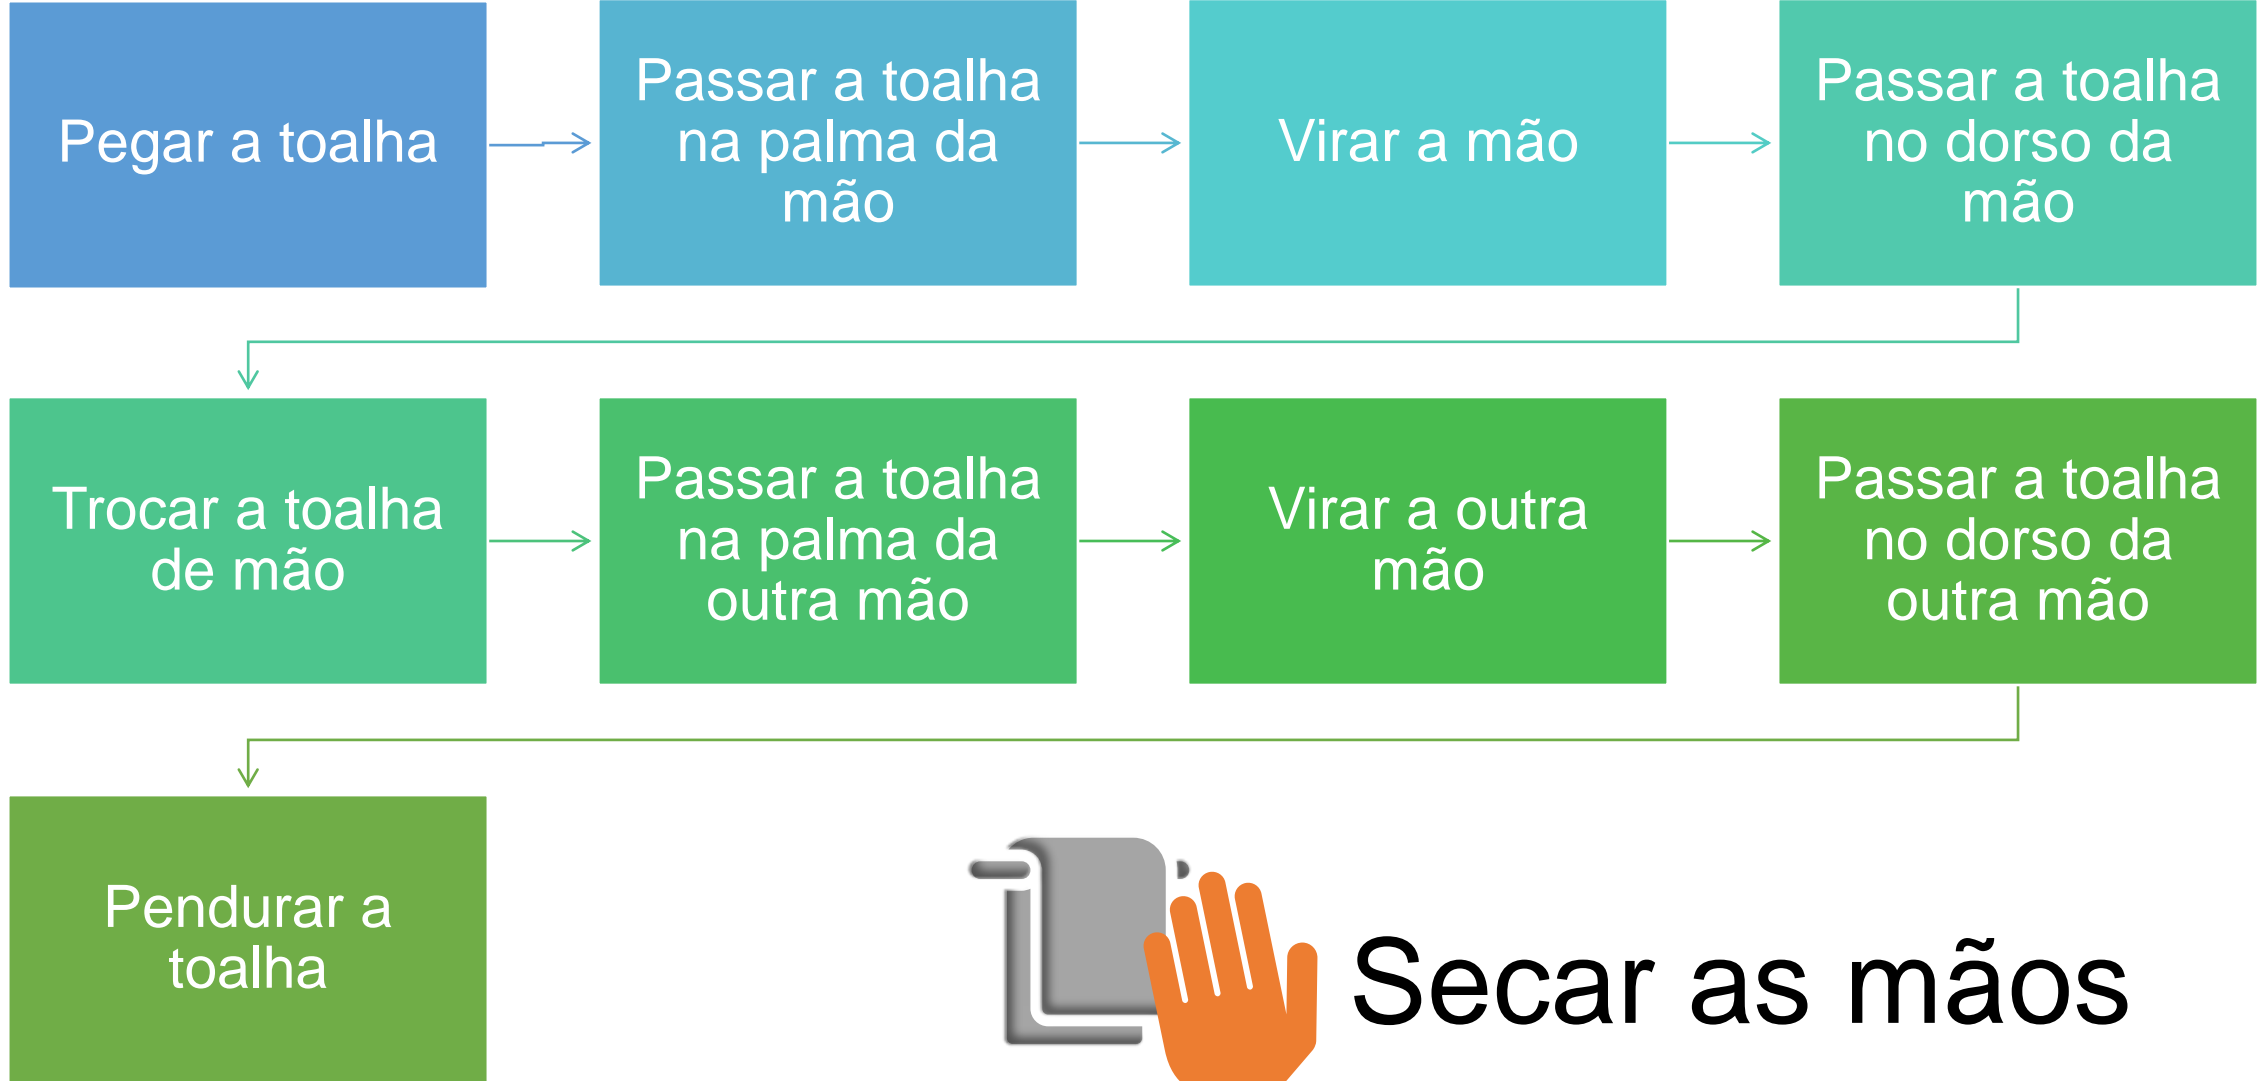 Pegar a toalha
Passar a toalha
na palma da
mão
Virar a mão
Passar a toalha
no dorso da
mão
Trocar a toalha
de mão
Passar a toalha
na palma da
outra mão
Virar a outra
mão
Passar a toalha
no dorso da
outra mão
Pendurar a
toalha
Secar as mãos